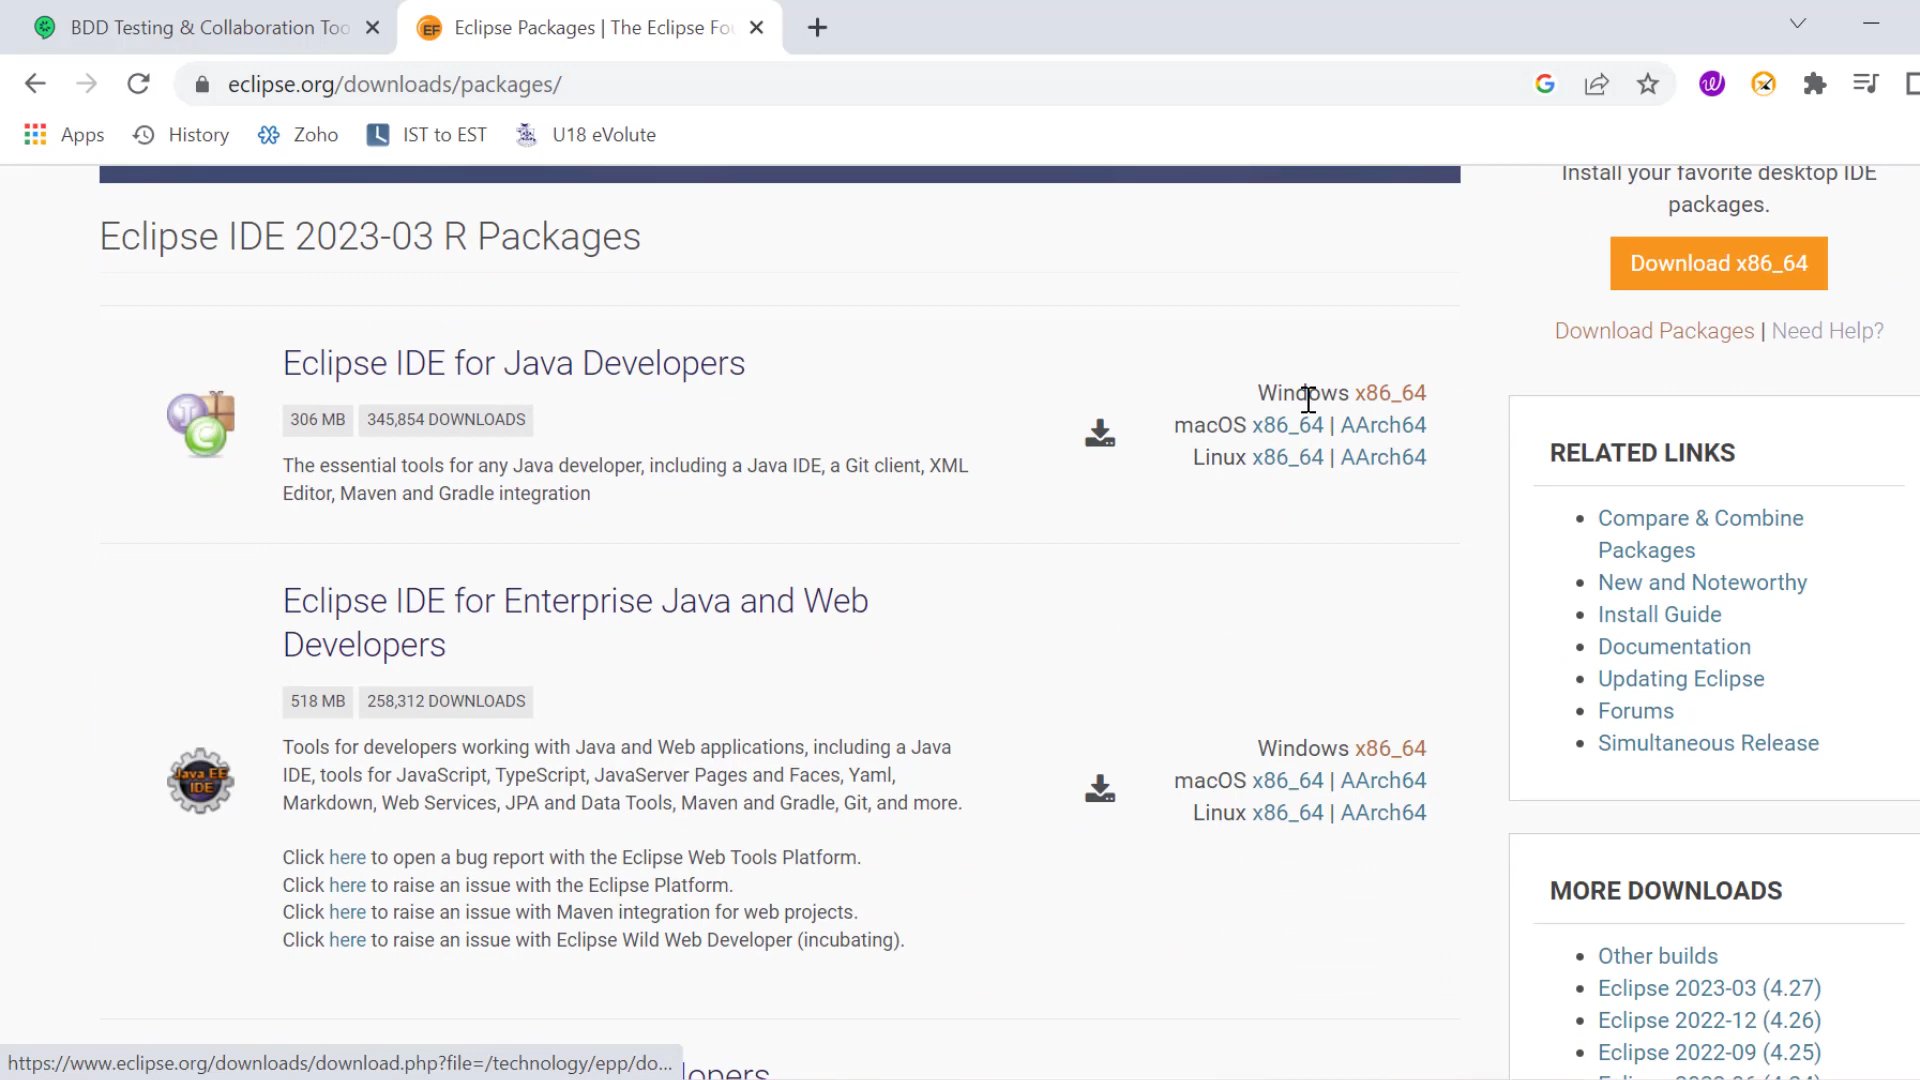 BDD Testing & Collaboration Too
Eclipse Packages | The Eclipse Fou
eclipse.org/downloads/packages/
Apps
History
Zoho
IST to EST
U18 eVolute
Eclipse IDE 2023-03 R Packages
Eclipse IDE for Java Developers
306 MB
345,854 DOWNLOADS
The essential tools for any Java developer, including a Java IDE, a Git client, XML
Editor, Maven and Gradle integration
Windows x86_64
macOS x86_64 | AArch64
Linux x86_64 | AArch64
Eclipse IDE for Enterprise Java and Web
Developers
518 MB
258,312 DOWNLOADS
Tools for developers working with Java and Web applications, including a Java
IDE, tools for JavaScript, TypeScript, JavaServer Pages and Faces, Yaml,
Markdown, Web Services, JPA and Data Tools, Maven and Gradle, Git, and more.
Java EE
IDE
Click here to open a bug report with the Eclipse Web Tools Platform.
Click here to raise an issue with the Eclipse Platform.
Click here to raise an issue with Maven integration for web projects.
Click here to raise an issue with Eclipse Wild Web Developer (incubating).
Windows x86_64
macOS x86_64 | AArch64
Linux x86_64 | AArch64
Install your favorite desktop IDE
packages.
Download x86_64
Download Packages | Need Help?
RELATED LINKS
Compare & Combine
Packages
New and Noteworthy
Install Guide
Documentation
Updating Eclipse
Forums
Simultaneous Release
MORE DOWNLOADS
Other builds
Eclipse 2023-03 (4.27)
Eclipse 2022-12 (4.26)
Eclipse 2022-09 (4.25)
https://www.eclipse.org/downloads/download.php?file=/technology/epp/do...